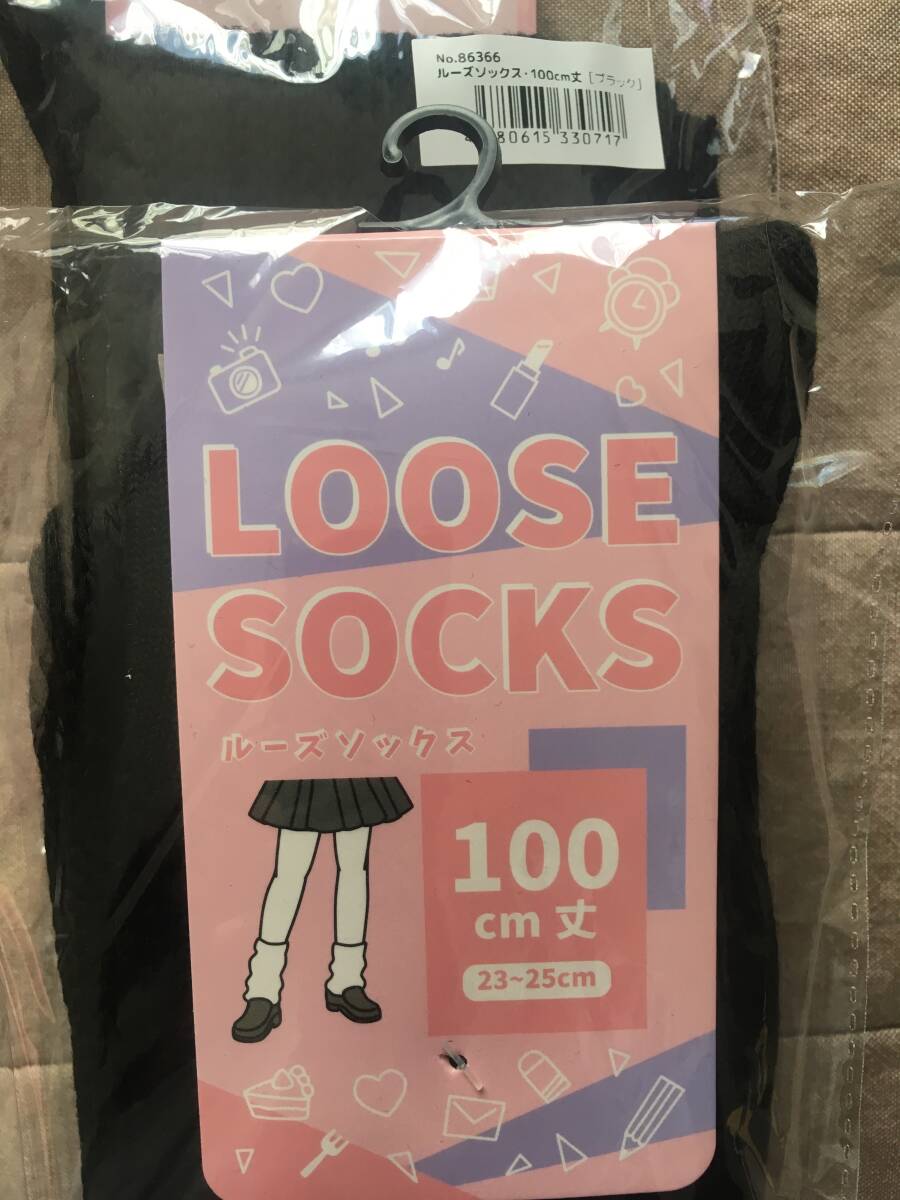 No.86366
ルーズソックス・100cm丈［ブラック］
80615 330717
LOOSE
SOCKS
ルーズソックス
100
cm 丈
23~25cm